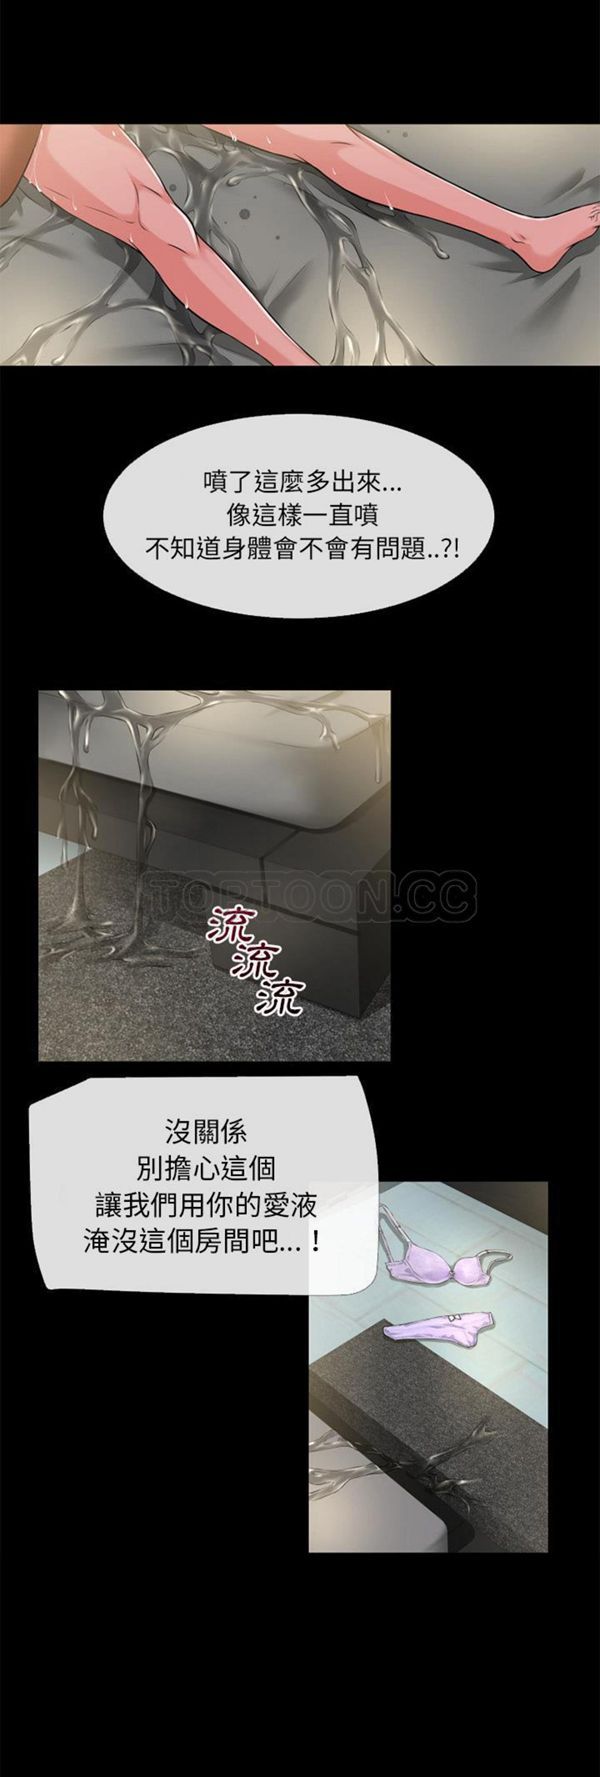 噴了這麼多出來...
像這樣一直噴
不知道身體會不會有問題..?!
TOPTOON.CC
流
流
流
沒關係
別擔心這個
讓我們用你的愛液
淹沒這個房間吧...！